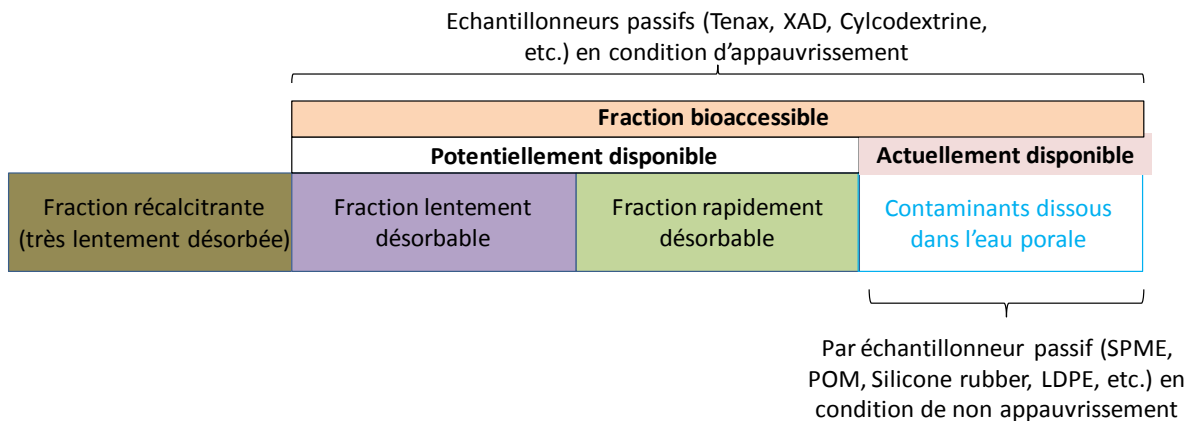 Echantillonneurs passifs (Tenax, XAD, Cylcodextrine,
etc.) en condition d'appauvrissement
Fraction bioaccessible
Potentiellement disponible
Actuellement disponible
Fraction récalcitrante
(très lentement désorbée)
Fraction lentement
désorbable
Fraction rapidement
désorbable
Contaminants dissous
dans l'eau porale
Par échantillonneur passif (SPME,
POM, Silicone rubber, LDPE, etc.) en
condition de non appauvrissement